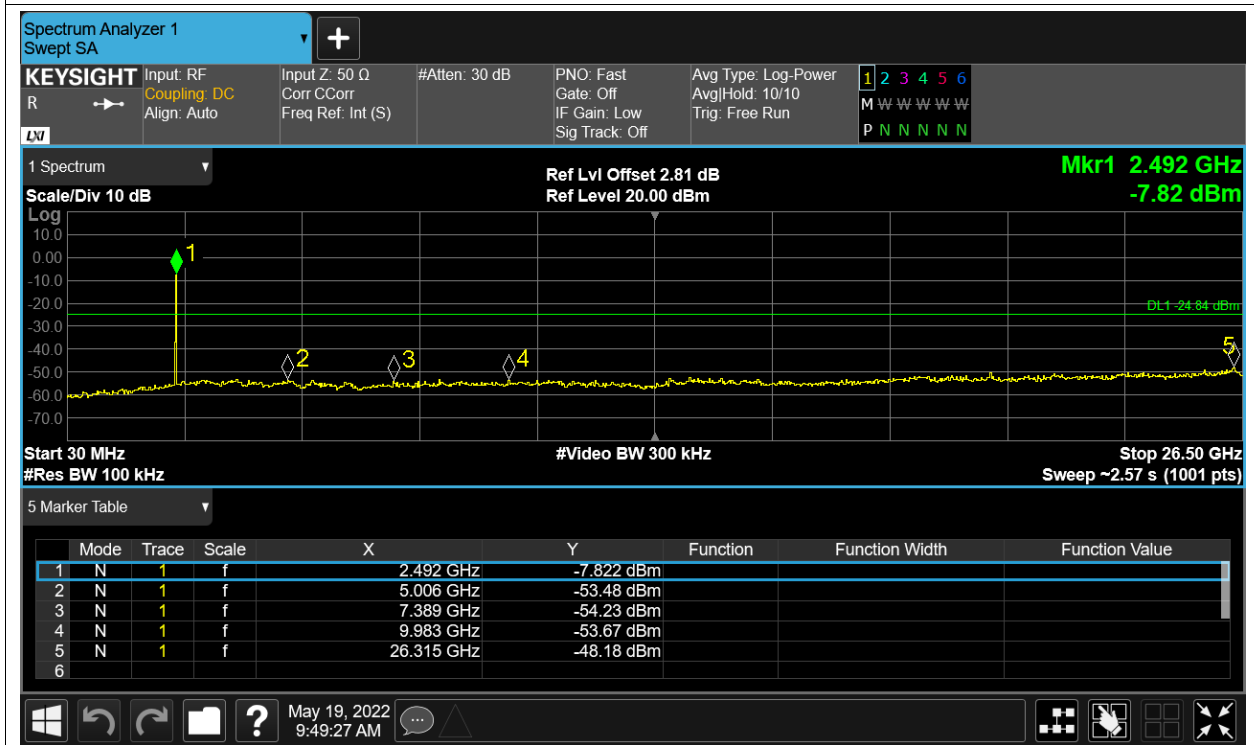 Spectrum Analyzer 1
Swept SA
+
KEYSIGHT Input: RF Input Z: 50 Ω #Atten: 30 dB PNO: Fast Avg Type: Log-Power 1 2 3 4 5 6
R Coupling: DC Corr CCorr Gate: Off Avg|Hold: 10/10 M W W W W W
Align: Auto Freq Ref: Int (S) IF Gain: Low Trig: Free Run
LXI Sig Track: Off P N N N N N
1 Spectrum Ref Lvl Offset 2.81 dB Mkr1 2.492 GHz
Scale/Div 10 dB Ref Level 20.00 dBm -7.82 dBm
Log
10.0
0.00 1
-10.0
-20.0 DL1 -24.84 dBm
-30.0
-40.0 2 3 4 5
-50.0
-60.0
-70.0
Start 30 MHz #Video BW 300 kHz Stop 26.50 GHz
#Res BW 100 kHz Sweep ~2.57 s (1001 pts)
5 Marker Table
Mode Trace Scale X Y Function Function Width Function Value
1 N 1 f 2.492 GHz -7.822 dBm
2 N 1 f 5.006 GHz -53.48 dBm
3 N 1 f 7.389 GHz -54.23 dBm
4 N 1 f 9.983 GHz -53.67 dBm
5 N 1 f 26.315 GHz -48.18 dBm
6
? May 19, 2022
9:49:27 AM